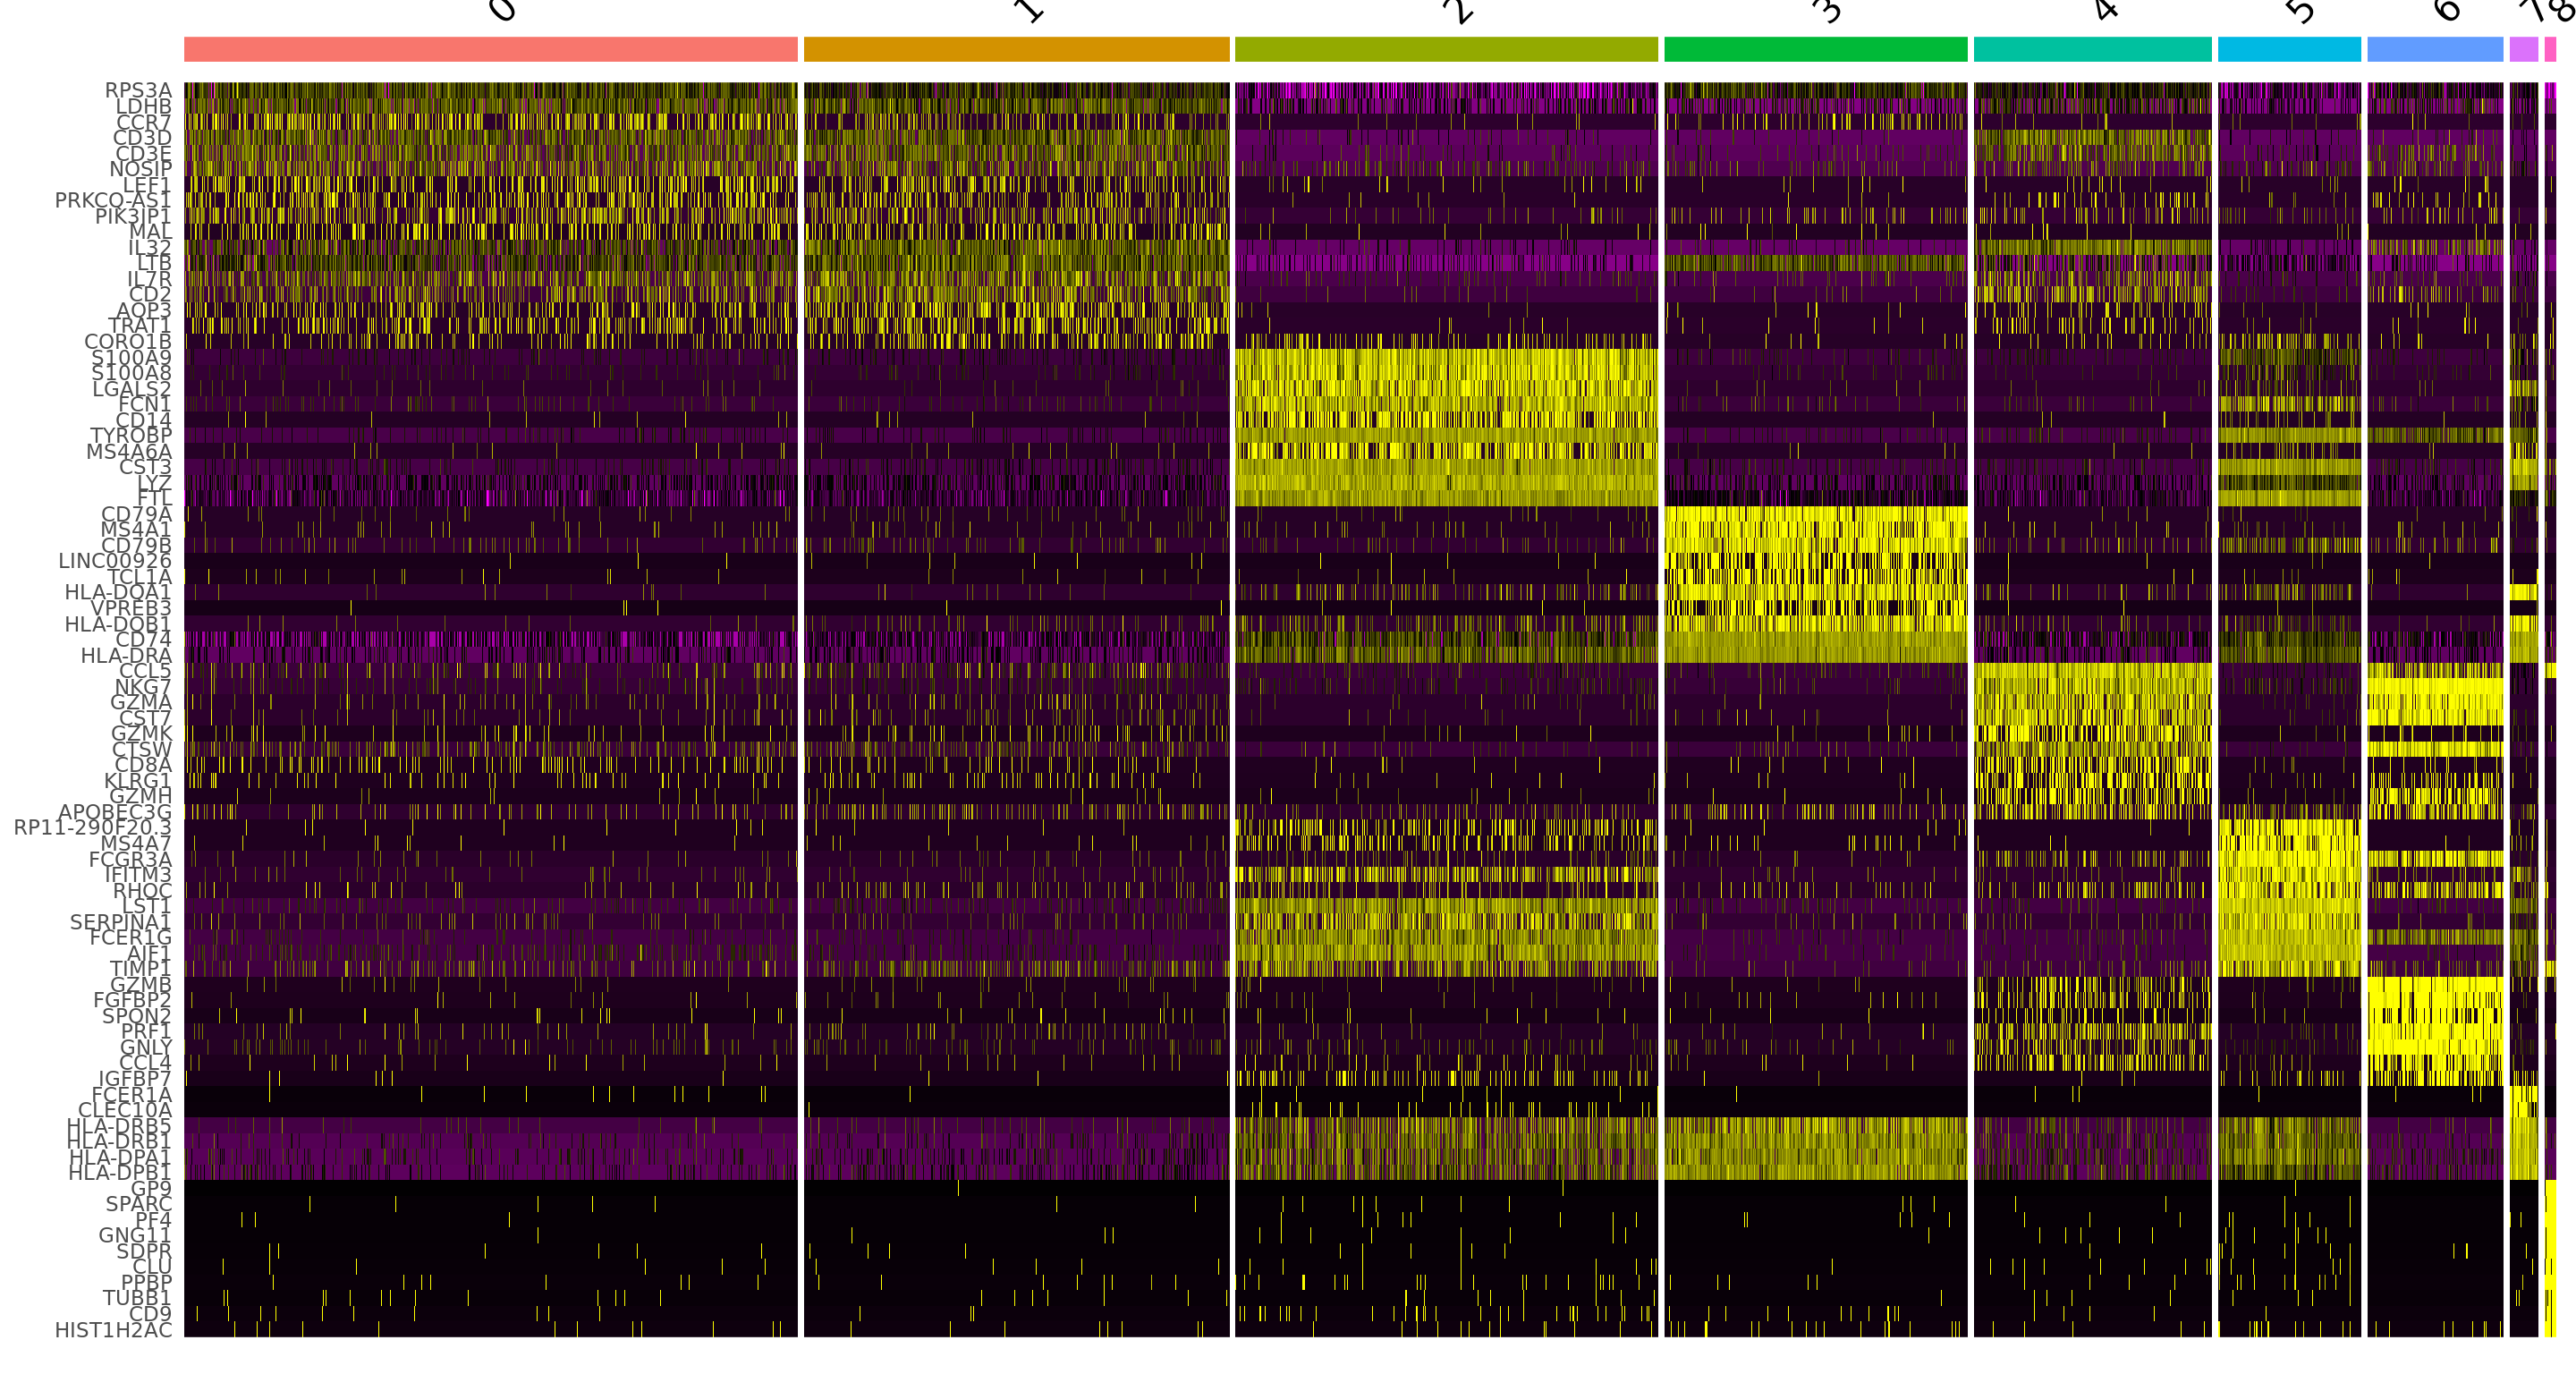 0 1 2 3 4 5 6 7 8
RPS3A
LDHB
CCR7
CD3D
CD3E
NOSIP
LEF1
PRKCQ-AS1
PIK3IP1
MAL
IL32
LTB
IL7R
CD2
AQP3
TRAT1
CORO1B
S100A9
S100A8
LGALS2
FCN1
CD14
TYROBP
MS4A6A
CST3
LYZ
FTL
CD79A
MS4A1
CD79B
LINC00926
TCL1A
HLA-DQA1
VPREB3
HLA-DQB1
CD74
HLA-DRA
CCL5
NKG7
GZMA
CST7
GZMK
CTSW
CD8A
KLRG1
GZMH
APOBEC3G
RP11-290F20.3
MS4A7
FCGR3A
IFITM3
RHOC
LST1
SERPINA1
FCER1G
AIF1
TIMP1
GZMB
FGFBP2
SPON2
PRF1
GNLY
CCL4
IGFBP7
FCER1A
CLEC10A
HLA-DRB5
HLA-DRB1
HLA-DPA1
HLA-DPB1
GP9
SPARC
PF4
GNG11
SDPR
CLU
PPBP
TUBB1
CD9
HIST1H2AC